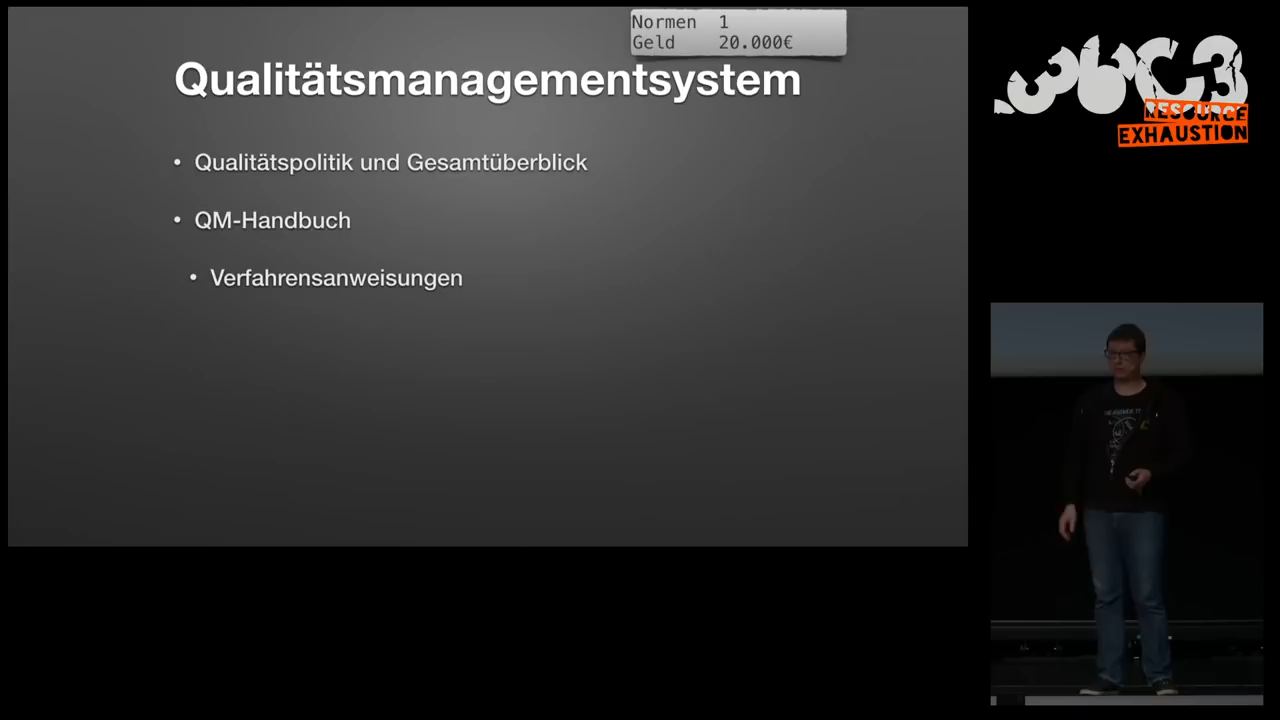 Normen 1
Geld 20.000€
Qualitätsmanagementsystem
• Qualitätspolitik und Gesamtüberblick
• QM-Handbuch
• Verfahrensanweisungen
36C3
RESOURCE
EXHAUSTION